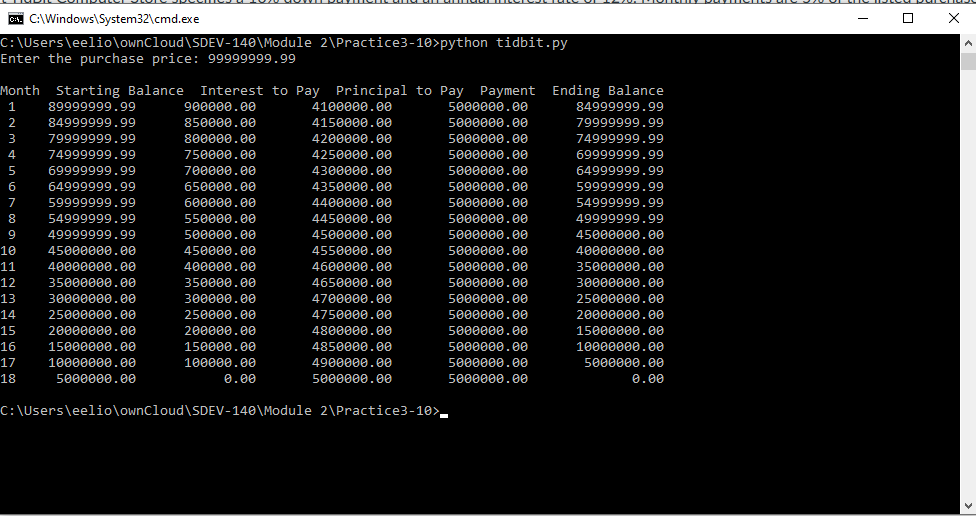 t TidBit Computer Store specifies a 10% down payment and an annual interest rate of 12%. Monthly payments are 5% of the listed purchase
C:\Windows\System32\cmd.exe
C:\Users\eelio\ownCloud\SDEV-140\Module 2\Practice3-10>python tidbit.py
Enter the purchase price: 99999999.99
Month  Starting Balance  Interest to Pay  Principal to Pay  Payment  Ending Balance
1    89999999.99      900000.00       4100000.00       5000000.00      84999999.99
2    84999999.99      850000.00       4150000.00       5000000.00      79999999.99
3    79999999.99      800000.00       4200000.00       5000000.00      74999999.99
4    74999999.99      750000.00       4250000.00       5000000.00      69999999.99
5    69999999.99      700000.00       4300000.00       5000000.00      64999999.99
6    64999999.99      650000.00       4350000.00       5000000.00      59999999.99
7    59999999.99      600000.00       4400000.00       5000000.00      54999999.99
8    54999999.99      550000.00       4450000.00       5000000.00      49999999.99
9    49999999.99      500000.00       4500000.00       5000000.00      45000000.00
10    45000000.00      450000.00       4550000.00       5000000.00      40000000.00
11    40000000.00      400000.00       4600000.00       5000000.00      35000000.00
12    35000000.00      350000.00       4650000.00       5000000.00      30000000.00
13    30000000.00      300000.00       4700000.00       5000000.00      25000000.00
14    25000000.00      250000.00       4750000.00       5000000.00      20000000.00
15    20000000.00      200000.00       4800000.00       5000000.00      15000000.00
16    15000000.00      150000.00       4850000.00       5000000.00      10000000.00
17    10000000.00      100000.00       4900000.00       5000000.00       5000000.00
18     5000000.00           0.00       5000000.00       5000000.00             0.00
C:\Users\eelio\ownCloud\SDEV-140\Module 2\Practice3-10>